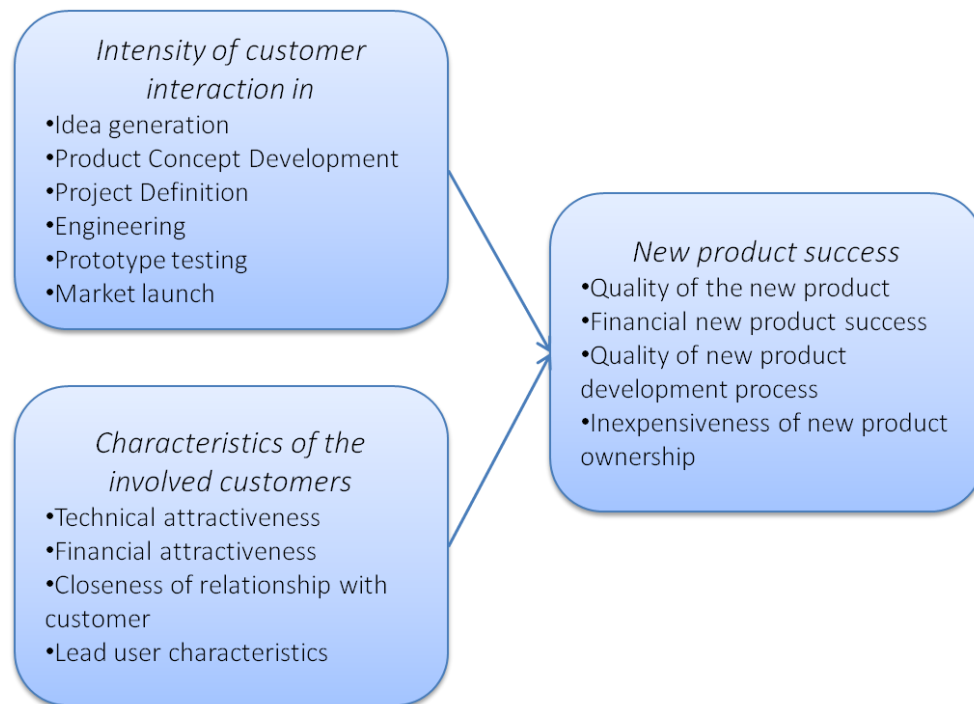 Intensity of customer
interaction in
•Idea generation
•Product Concept Development
•Project Definition
•Engineering
•Prototype testing
•Market launch
Characteristics of the
involved customers
•Technical attractiveness
•Financial attractiveness
•Closeness of relationship with
customer
•Lead user characteristics
New product success
•Quality of the new product
•Financial new product success
•Quality of new product
development process
•Inexpensiveness of new product
ownership